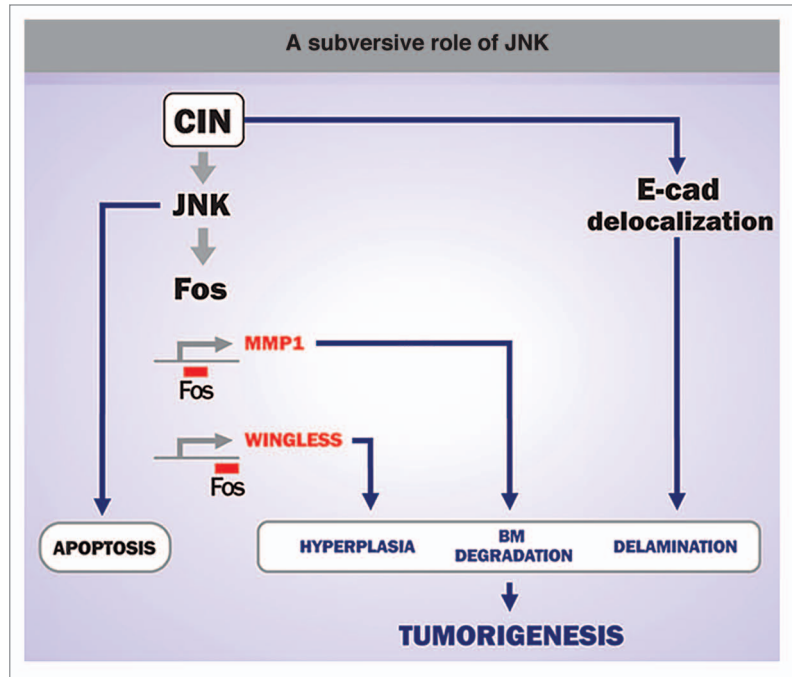 A subversive role of JNK
CIN
JNK
E-cad
delocalization
Fos
MMP1
Fos
WINGLESS
Fos
APOPTOSIS
HYPERPLASIA
BM
DEGRADATION
DELAMINATION
TUMORIGENESIS